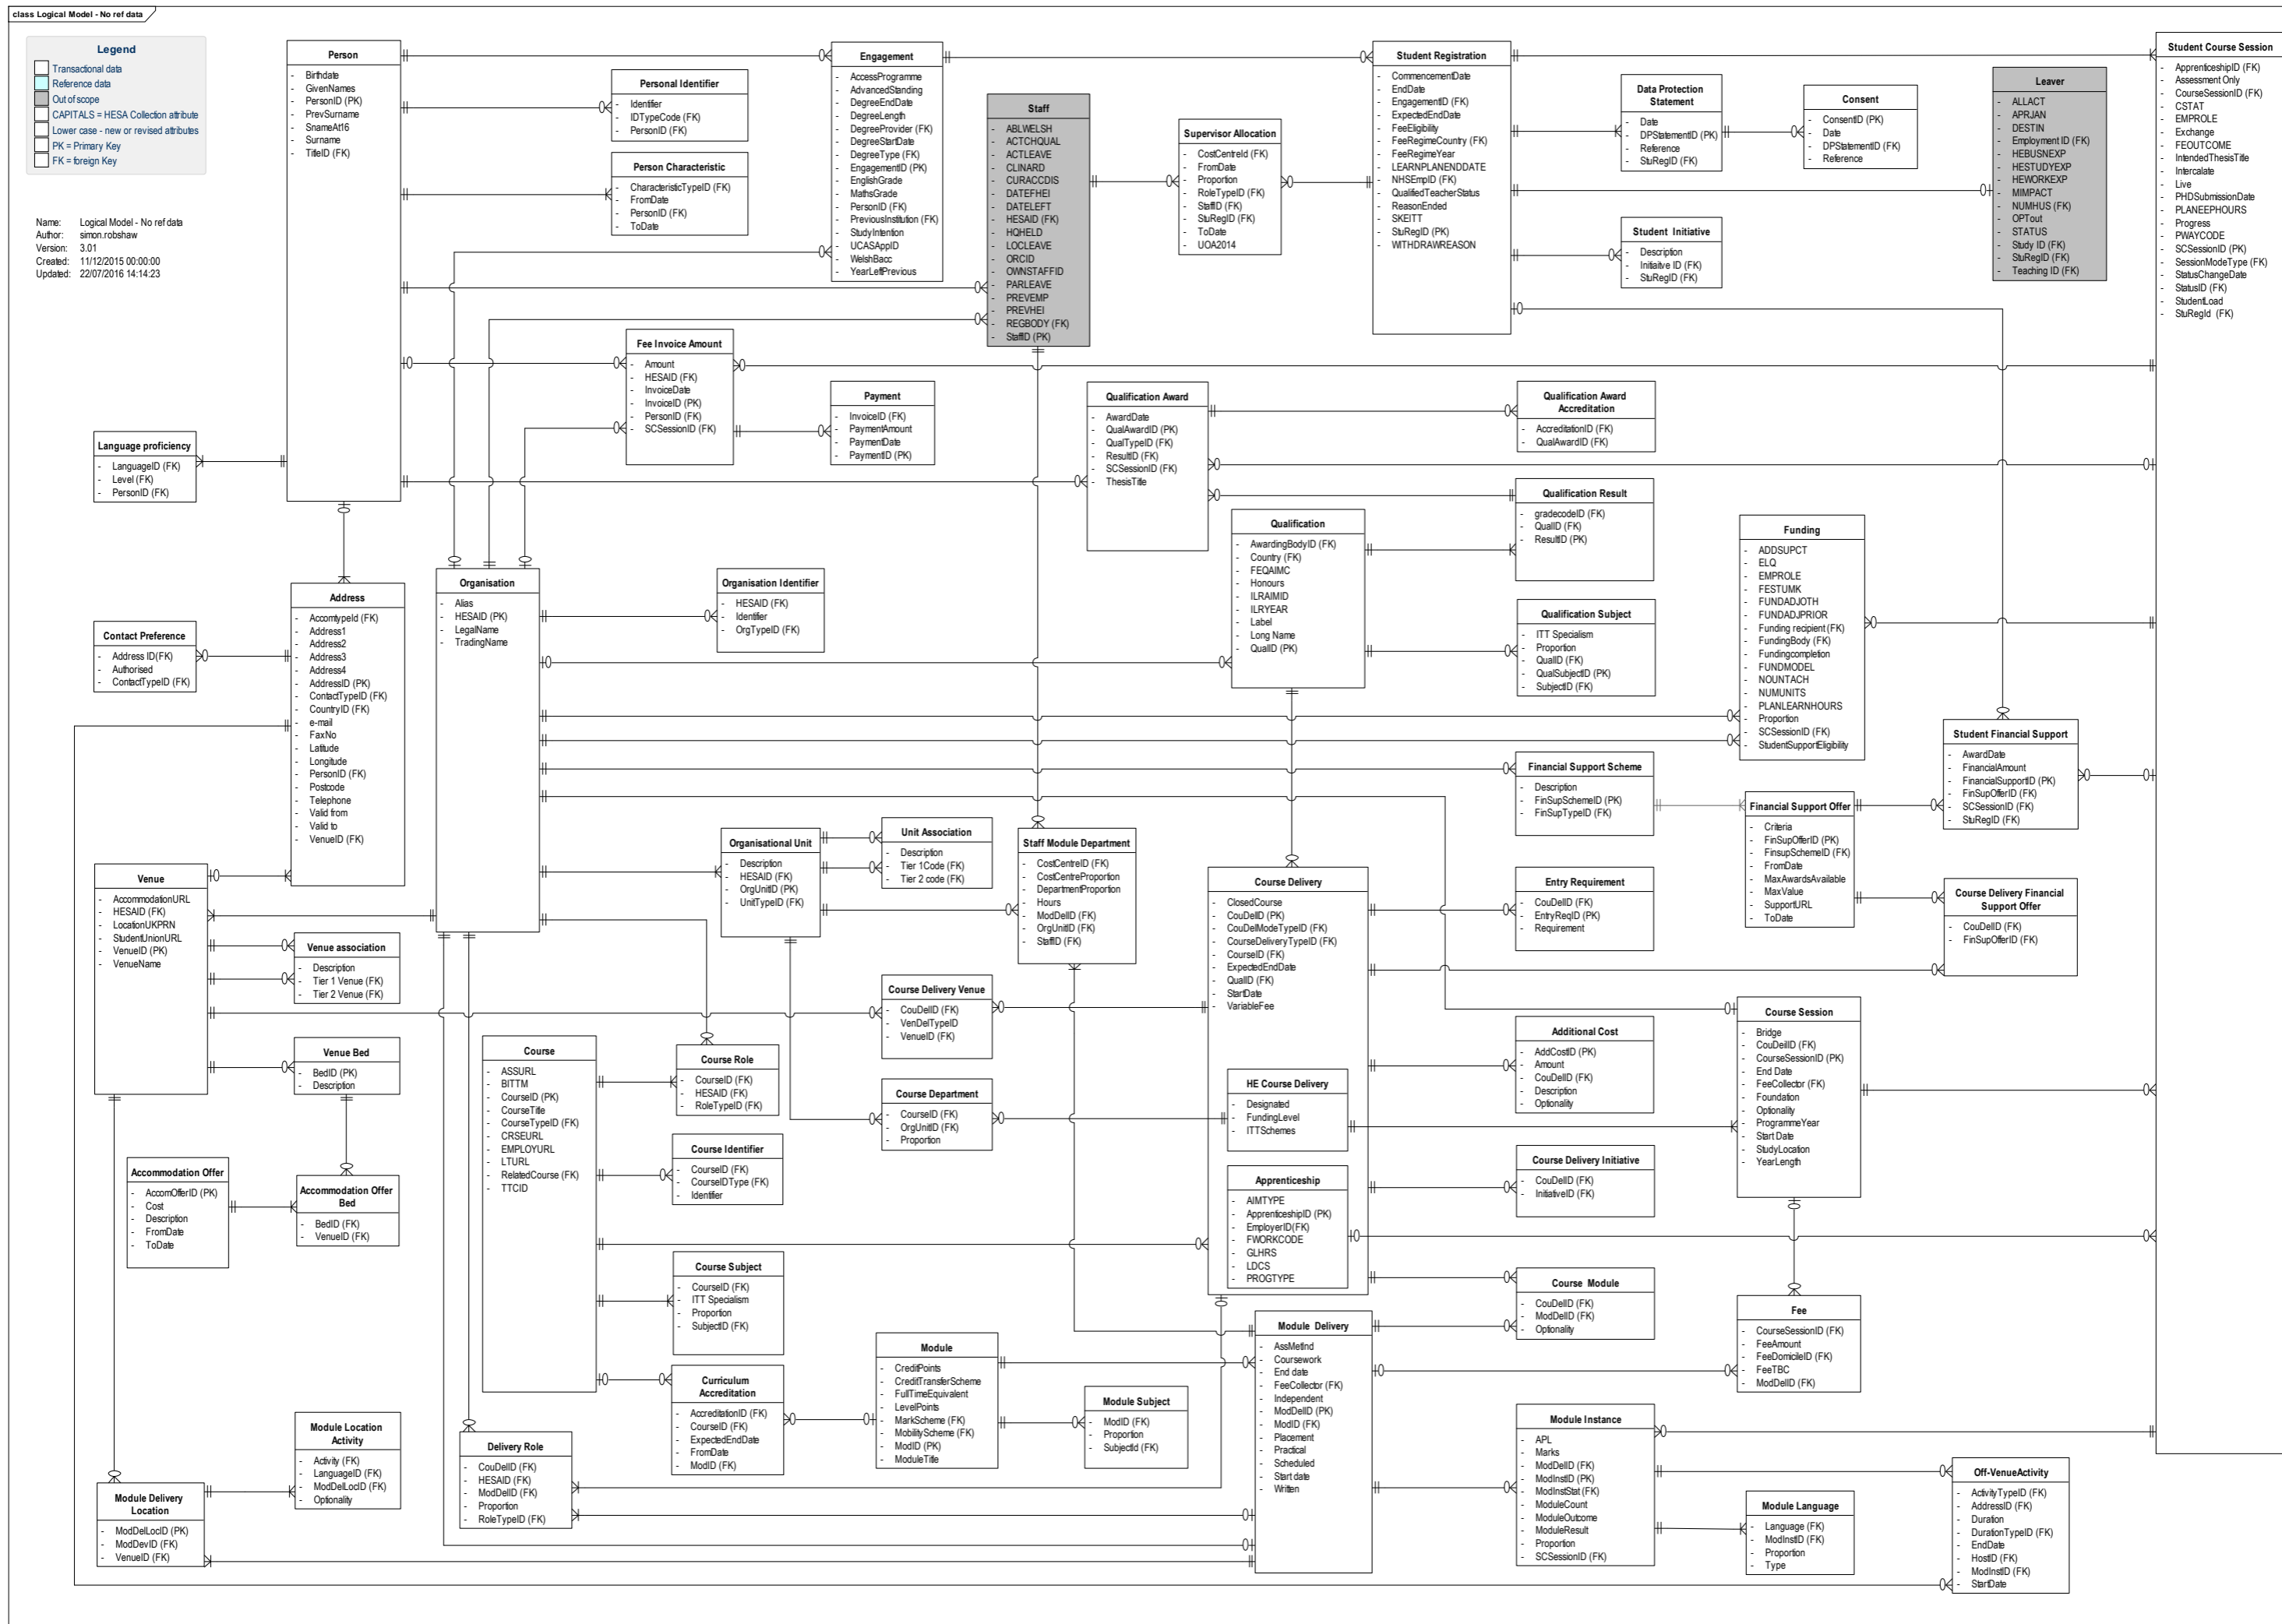 class Logical Model - No ref data
Legend
Transactional data
Reference data
Out of scope
CAPITALS = HESA Collection attribute
Lower case - new or revised attributes
PK = Primary Key
FK = foreign Key
Name: Logical Model - No ref data
Author: simon.robshaw
Version: 3.01
Created: 11/12/2015 00:00:00
Updated: 22/07/2016 14:14:23
Person
- Birthdate
- GivenNames
- PersonID (PK)
- PrevSurname
- SnameAt16
- Surname
- TitleID (FK)
Personal Identifier
- Identifier
- IDTypeCode (FK)
- PersonID (FK)
Person Characteristic
- CharacteristicTypeID (FK)
- FromDate
- PersonID (FK)
- ToDate
Engagement
- AccessProgramme
- AdvancedStanding
- DegreeEndDate
- DegreeLength
- DegreeProvider (FK)
- DegreeStartDate
- DegreeType (FK)
- EngagementID (PK)
- EnglishGrade
- MathsGrade
- PersonID (FK)
- PreviousInstitution (FK)
- StudyIntention
- UCASAppID
- WelshBacc
- YearLeftPrevious
Staff
- ABLWELSH
- ACTCHQUAL
- ACTLEAVE
- CLINARD
- CURACCDIS
- DATEFHEI
- DATELEFT
- HESAID (FK)
- HQHELD
- LOCLEAVE
- ORCID
- OWNSTAFFID
- PARLEAVE
- PREVEMP
- PREVHEI
- REGBODY (FK)
- StaffID (PK)
Supervisor Allocation
- CostCentreId (FK)
- FromDate
- Proportion
- RoleTypeID (FK)
- StaffID (FK)
- StuRegID (FK)
- ToDate
- UOA2014
Student Registration
- CommencementDate
- EndDate
- EngagementID (FK)
- ExpectedEndDate
- FeeEligibility
- FeeRegimeCountry (FK)
- FeeRegimeYear
- LEARNPLANENDDATE
- NHSEmpID (FK)
- QualifiedTeacherStatus
- ReasonEnded
- SKEITT
- StuRegID (PK)
- WITHDRAWREASON
Data Protection
Statement
- Date
- DPStatementID (PK)
- Reference
- StuRegID (FK)
Consent
- ConsentID (PK)
- Date
- DPStatementID (FK)
- Reference
Student Initiative
- Description
- Initiaitve ID (FK)
- StuRegID (FK)
Leaver
- ALLACT
- APRJAN
- DESTIN
- Employment ID (FK)
- HEBUSNEXP
- HESTUDYEXP
- HEWORKEXP
- MIMPACT
- NUMHUS (FK)
- OPTout
- STATUS
- Study ID (FK)
- StuRegID (FK)
- Teaching ID (FK)
Student Course Session
- ApprenticeshipID (FK)
- Assessment Only
- CourseSessionID (FK)
- CSTAT
- EMPROLE
- Exchange
- FEOUTCOME
- IntendedThesisTitle
- Intercalate
- Live
- PHDSubmissionDate
- PLANEEPHOURS
- Progress
- PWAYCODE
- SCSessionID (PK)
- SessionModeType (FK)
- StatusChangeDate
- StatusID (FK)
- StudentLoad
- StuRegId (FK)
Fee Invoice Amount
- Amount
- HESAID (FK)
- InvoiceDate
- InvoiceID (PK)
- PersonID (FK)
- SCSessionID (FK)
Payment
- InvoiceID (FK)
- PaymentAmount
- PaymentDate
- PaymentID (PK)
Qualification Award
- AwardDate
- QualAwardID (PK)
- QualTypeID (FK)
- ResultID (FK)
- SCSessionID (FK)
- ThesisTitle
Qualification Award
Accreditation
- AccreditationID (FK)
- QualAwardID (FK)
Language proficiency
- LanguageID (FK)
- Level (FK)
- PersonID (FK)
Qualification Result
- gradecodeID (FK)
- QualID (FK)
- ResultID (PK)
Qualification
- AwardingBodyID (FK)
- Country (FK)
- FEQAIMC
- Honours
- ILRAIMID
- ILRYEAR
- Label
- Long Name
- QualID (PK)
Qualification Subject
- ITT Specialism
- Proportion
- QualID (FK)
- QualSubjectID (PK)
- SubjectID (FK)
Funding
- ADDSUPCT
- ELQ
- EMPROLE
- FESTUMK
- FUNDADJOTH
- FUNDADJPRIOR
- Funding recipient (FK)
- FundingBody (FK)
- Fundingcompletion
- FUNDMODEL
- NOUNTACH
- NUMUNITS
- PLANLEARNHOURS
- Proportion
- SCSessionID (FK)
- StudentSupportEligibility
Address
- AccomtypeId (FK)
- Address1
- Address2
- Address3
- Address4
- AddressID (PK)
- ContactTypeID (FK)
- CountryID (FK)
- e-mail
- FaxNo
- Latitude
- Longitude
- PersonID (FK)
- Postcode
- Telephone
- Valid from
- Valid to
- VenueID (FK)
Contact Preference
- Address ID(FK)
- Authorised
- ContactTypeID (FK)
Organisation
- Alias
- HESAID (PK)
- LegalName
- TradingName
Organisation Identifier
- HESAID (FK)
- Identifier
- OrgTypeID (FK)
Student Financial Support
- AwardDate
- FinancialAmount
- FinancialSupportID (PK)
- FinSupOfferID (FK)
- SCSessionID (FK)
- StuRegID (FK)
Financial Support Scheme
- Description
- FinSupSchemeID (PK)
- FinSupTypeID (FK)
Financial Support Offer
- Criteria
- FinSupOfferID (PK)
- FinsupSchemeID (FK)
- FromDate
- MaxAwardsAvailable
- MaxValue
- SupportURL
- ToDate
Course Delivery Financial
Support Offer
- CouDelID (FK)
- FinSupOfferID (FK)
Organisational Unit
- Description
- HESAID (FK)
- OrgUnitID (PK)
- UnitTypeID (FK)
Unit Association
- Description
- Tier 1Code (FK)
- Tier 2 code (FK)
Staff Module Department
- CostCentreID (FK)
- CostCentreProportion
- DepartmentProportion
- Hours
- ModDelID (FK)
- OrgUnitID (FK)
- StaffID (FK)
Venue
- AccommodationURL
- HESAID (FK)
- LocationUKPRN
- StudentUnionURL
- VenueID (PK)
- VenueName
Venue association
- Description
- Tier 1 Venue (FK)
- Tier 2 Venue (FK)
Venue Bed
- BedID (PK)
- Description
Course Delivery
- ClosedCourse
- CouDelID (PK)
- CouDelModeTypeID (FK)
- CourseDeliveryTypeID (FK)
- CourseID (FK)
- ExpectedEndDate
- QualID (FK)
- StartDate
- VariableFee
Entry Requirement
- CouDelID (FK)
- EntryReqID (PK)
- Requirement
Course Delivery Venue
- CouDelID (FK)
- VenDelTypeID
- VenueID (FK)
Course Session
- Bridge
- CouDeilID (FK)
- CourseSessionID (PK)
- End Date
- FeeCollector (FK)
- Foundation
- Optionality
- ProgrammeYear
- Start Date
- StudyLocation
- YearLength
Additional Cost
- AddCostID (PK)
- Amount
- CouDelID (FK)
- Description
- Optionality
Course
- ASSURL
- BITTM
- CourseID (PK)
- CourseTitle
- CourseTypeID (FK)
- CRSEURL
- EMPLOYURL
- LTURL
- RelatedCourse (FK)
- TTCID
Course Role
- CourseID (FK)
- HESAID (FK)
- RoleTypeID (FK)
Course Department
- CourseID (FK)
- OrgUnitID (FK)
- Proportion
HE Course Delivery
- Designated
- FundingLevel
- ITTSchemes
Course Identifier
- CourseID (FK)
- CourseIDType (FK)
- Identifier
Course Delivery Initiative
- CouDelID (FK)
- InitiativeID (FK)
Apprenticeship
- AIMTYPE
- ApprenticeshipID (PK)
- EmployerID(FK)
- FWORKCODE
- GLHRS
- LDCS
- PROGTYPE
Accommodation Offer
- AccomOfferID (PK)
- Cost
- Description
- FromDate
- ToDate
Accommodation Offer
Bed
- BedID (FK)
- VenueID (FK)
Course Subject
- CourseID (FK)
- ITT Specialism
- Proportion
- SubjectID (FK)
Course Module
- CouDelID (FK)
- ModDelID (FK)
- Optionality
Fee
- CourseSessionID (FK)
- FeeAmount
- FeeDomicileID (FK)
- FeeTBC
- ModDelID (FK)
Module Delivery
- AssMetInd
- Coursework
- End date
- FeeCollector (FK)
- Independent
- ModDelID (PK)
- ModID (FK)
- Placement
- Practical
- Scheduled
- Start date
- Written
Module
- CreditPoints
- CreditTransferScheme
- FullTimeEquivalent
- LevelPoints
- MarkScheme (FK)
- MobilityScheme (FK)
- ModID (PK)
- ModuleTitle
Curriculum
Accreditation
- AccreditationID (FK)
- CourseID (FK)
- ExpectedEndDate
- FromDate
- ModID (FK)
Module Subject
- ModID (FK)
- Proportion
- SubjectId (FK)
Module Instance
- APL
- Marks
- ModDelID (FK)
- ModInstID (PK)
- ModInstStat (FK)
- ModuleCount
- ModuleOutcome
- ModuleResult
- Proportion
- SCSessionID (FK)
Module Location
Activity
- Activity (FK)
- LanguageID (FK)
- ModDelLocID (FK)
- Optionality
Delivery Role
- CouDelID (FK)
- HESAID (FK)
- ModDelID (FK)
- Proportion
- RoleTypeID (FK)
Module Delivery
Location
- ModDelLocID (PK)
- ModDevID (FK)
- VenueID (FK)
Module Language
- Language (FK)
- ModInstID (FK)
- Proportion
- Type
Off-VenueActivity
- ActivityTypeID (FK)
- AddressID (FK)
- Duration
- DurationTypeID (FK)
- EndDate
- HostID (FK)
- ModInstID (FK)
- StartDate